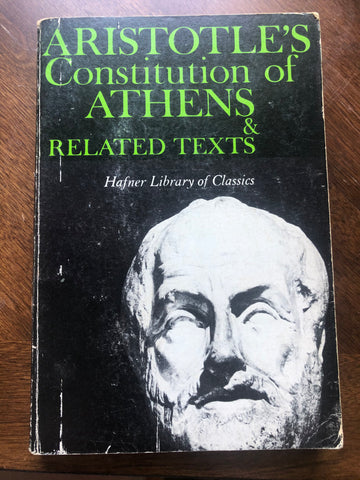 ARISTOTLE'S
Constitution of
ATHENS
&
RELATED TEXTS
Hafner Library of Classics